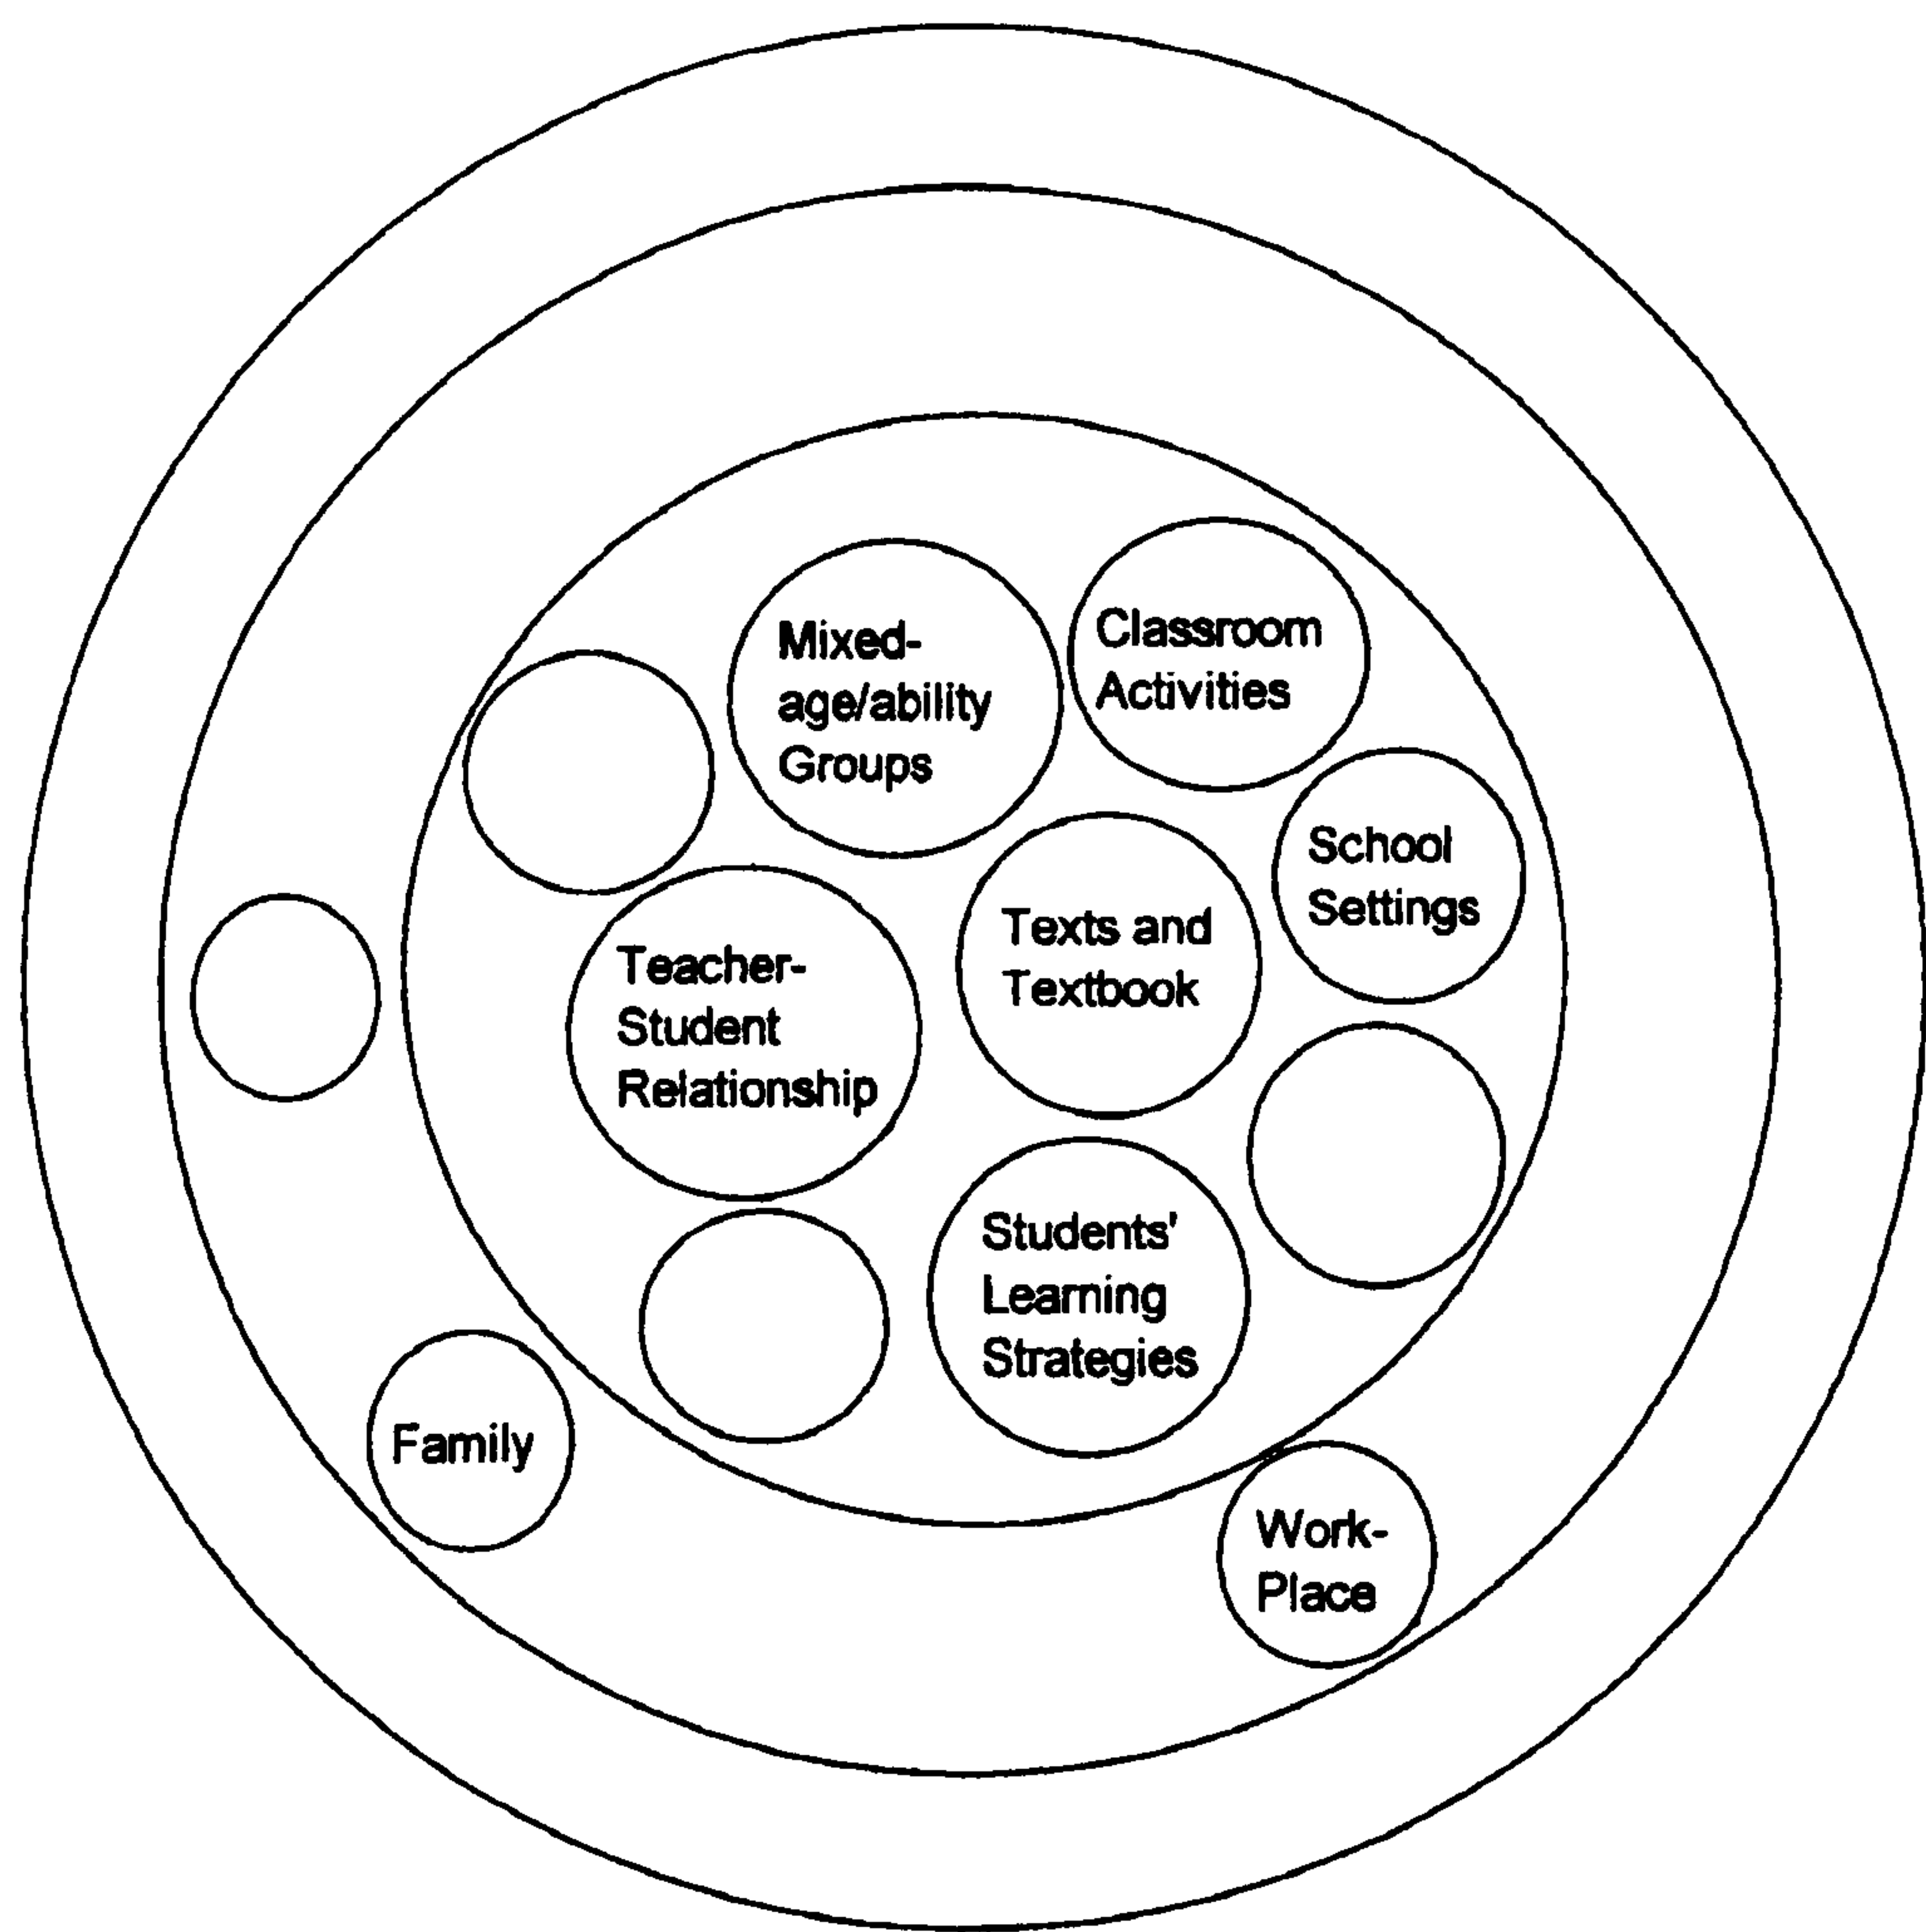 Mixed-
age/ability
Groups
Classroom
Activities
School
Settings
Texts and
Textbook
Teacher-
Student
Relationship
Students'
Learning
Strategies
Family
Work-
Place